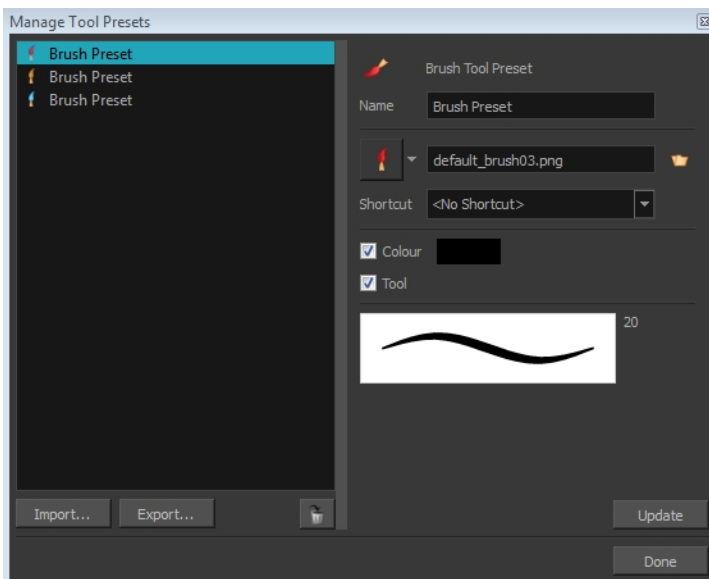 Manage Tool Presets
Brush Preset
Brush Preset
Brush Preset
Brush Tool Preset
Name Brush Preset
default_brush03.png
Shortcut <No Shortcut>
Colour
Tool
20
Import... Export...
Update
Done